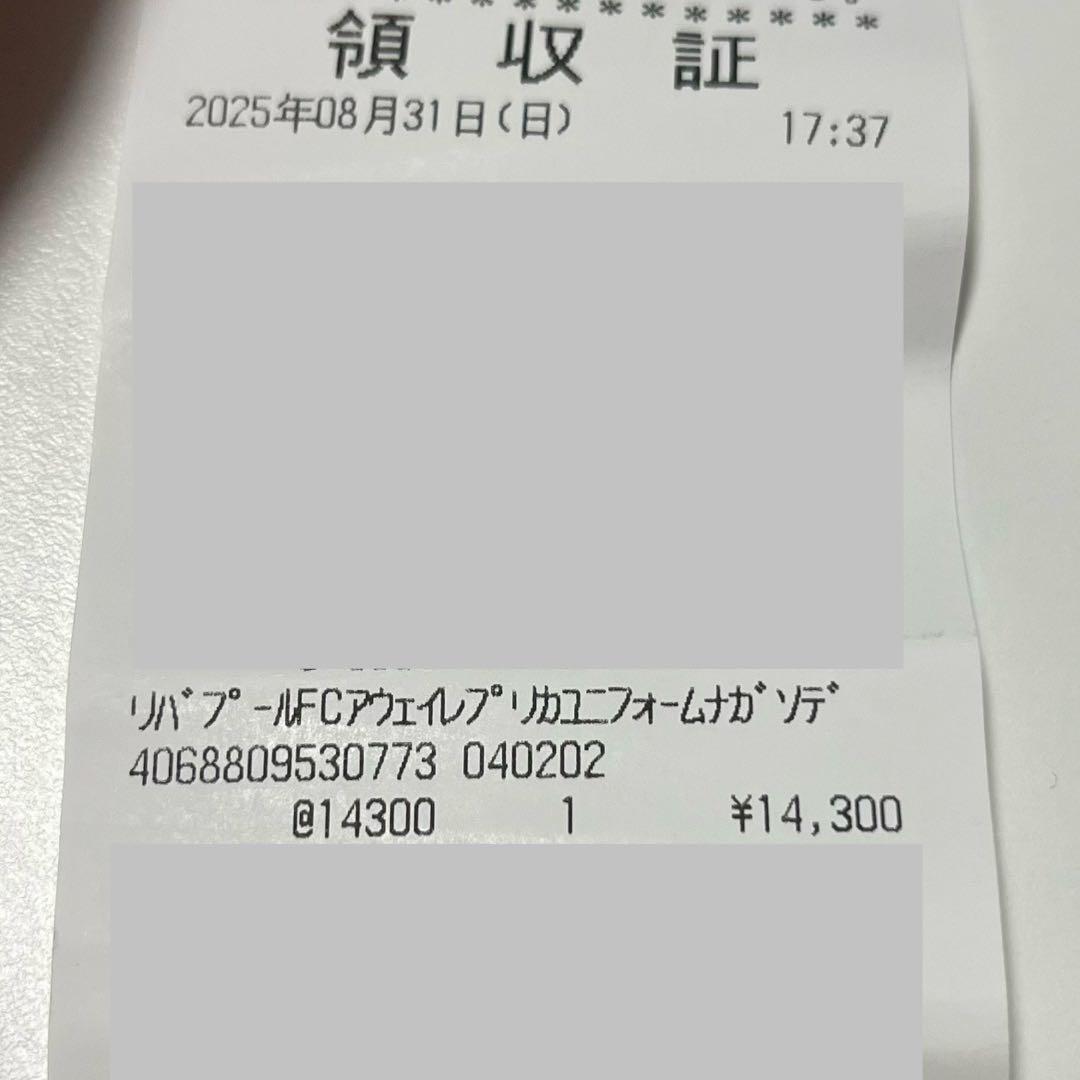 ************
領 収 証
2025年08月31日(日) 17:37
ﾘﾊﾞﾌﾟｰﾙFCｱｳｪｲﾚﾌﾟﾘｶﾕﾆﾌｫｰﾑﾅｶﾞｿﾃﾞ
4068809530773 040202
@14300 1 ¥14,300